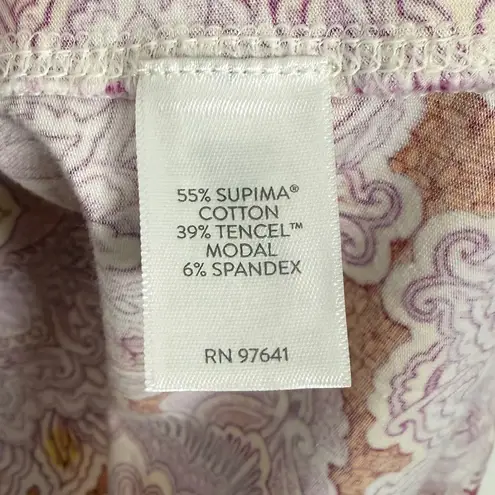 55% SUPIMA®
COTTON
39% TENCEL™
MODAL
6% SPANDEX
RN 97641